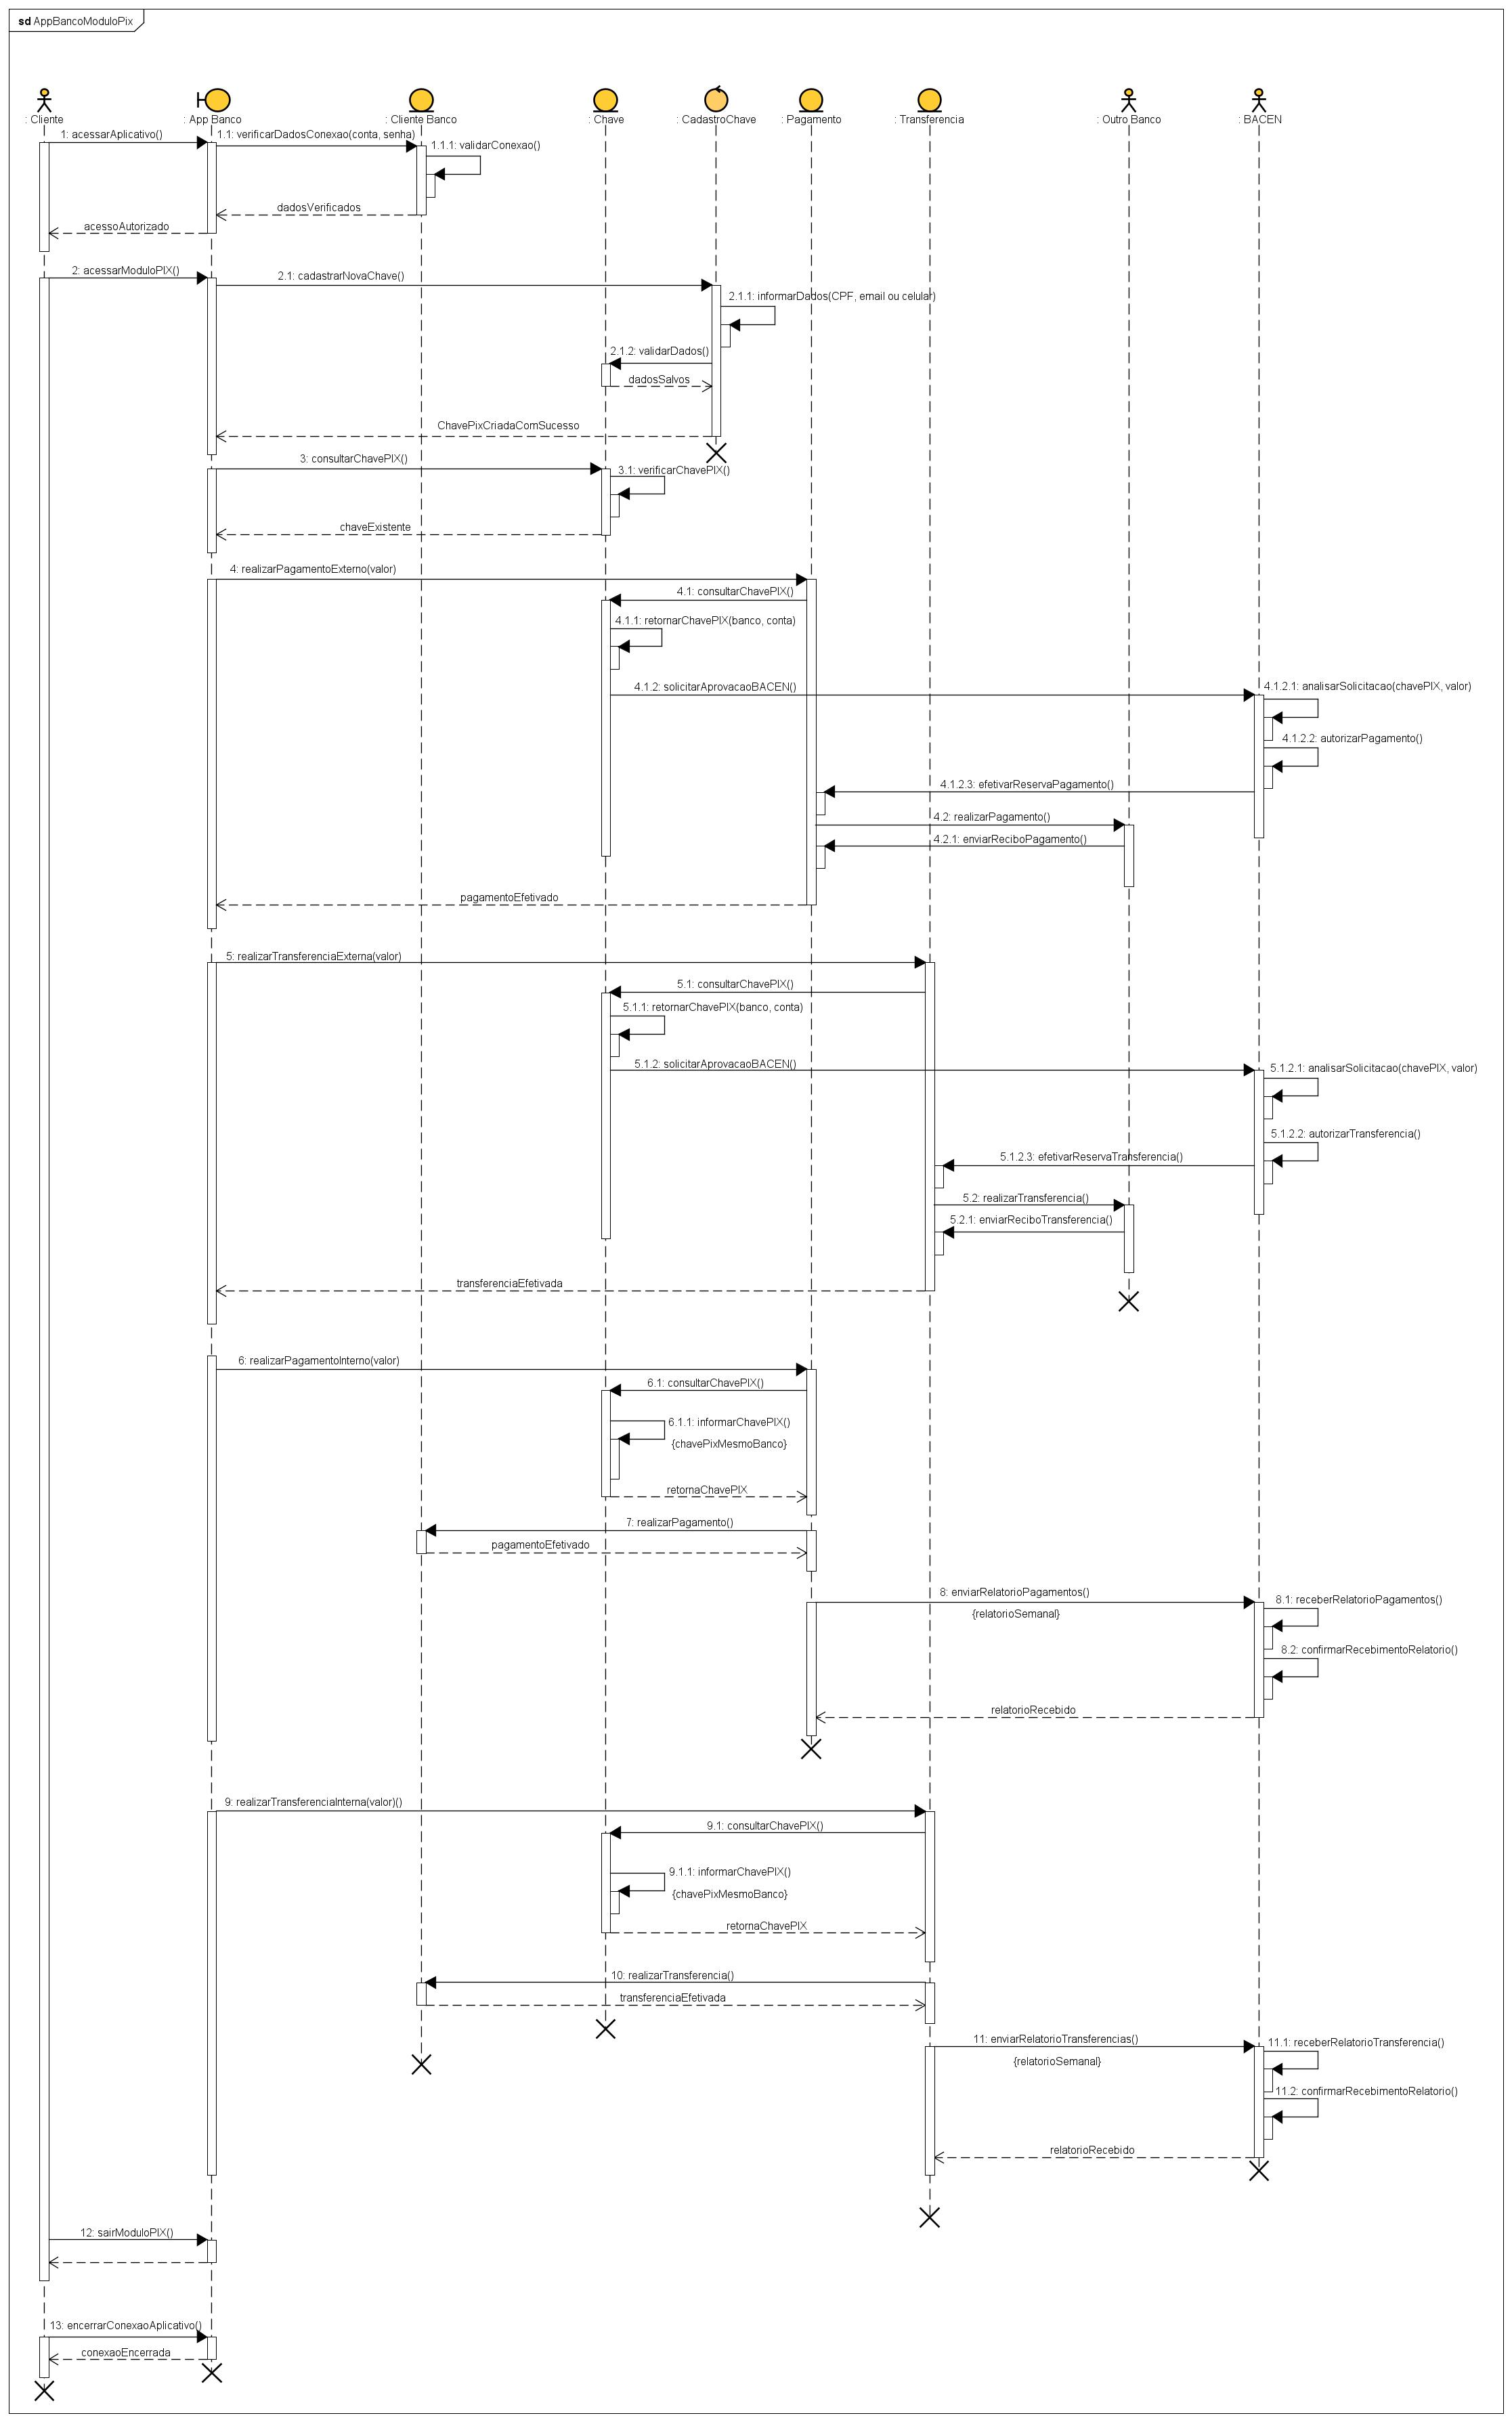 sd AppBancoModuloPix
: Cliente
: App Banco
: Cliente Banco
: Chave
: CadastroChave
: Pagamento
: Transferencia
: Outro Banco
: BACEN
1: acessarAplicativo()
1.1: verificarDadosConexao(conta, senha)
1.1.1: validarConexao()
dadosVerificados
acessoAutorizado
2: acessarModuloPIX()
2.1: cadastrarNovaChave()
2.1.1: informarDados(CPF, email ou celular)
2.1.2: validarDados()
dadosSalvos
ChavePixCriadaComSucesso
3: consultarChavePIX()
3.1: verificarChavePIX()
chaveExistente
4: realizarPagamentoExterno(valor)
4.1: consultarChavePIX()
4.1.1: retornarChavePIX(banco, conta)
4.1.2: solicitarAprovacaoBACEN()
4.1.2.1: analisarSolicitacao(chavePIX, valor)
4.1.2.2: autorizarPagamento()
4.1.2.3: efetivarReservaPagamento()
4.2: realizarPagamento()
4.2.1: enviarReciboPagamento()
pagamentoEfetivado
5: realizarTransferenciaExterna(valor)
5.1: consultarChavePIX()
5.1.1: retornarChavePIX(banco, conta)
5.1.2: solicitarAprovacaoBACEN()
5.1.2.1: analisarSolicitacao(chavePIX, valor)
5.1.2.2: autorizarTransferencia()
5.1.2.3: efetivarReservaTransferencia()
5.2: realizarTransferencia()
5.2.1: enviarReciboTransferencia()
transferenciaEfetivada
6: realizarPagamentoInterno(valor)
6.1: consultarChavePIX()
6.1.1: informarChavePIX()
{chavePixMesmoBanco}
retornaChavePIX
7: realizarPagamento()
pagamentoEfetivado
8: enviarRelatorioPagamentos()
{relatorioSemanal}
8.1: receberRelatorioPagamentos()
8.2: confirmarRecebimentoRelatorio()
relatorioRecebido
9: realizarTransferenciaInterna(valor)()
9.1: consultarChavePIX()
9.1.1: informarChavePIX()
{chavePixMesmoBanco}
retornaChavePIX
10: realizarTransferencia()
transferenciaEfetivada
11: enviarRelatorioTransferencias()
{relatorioSemanal}
11.1: receberRelatorioTransferencia()
11.2: confirmarRecebimentoRelatorio()
relatorioRecebido
12: sairModuloPIX()
13: encerrarConexaoAplicativo()
conexaoEncerrada